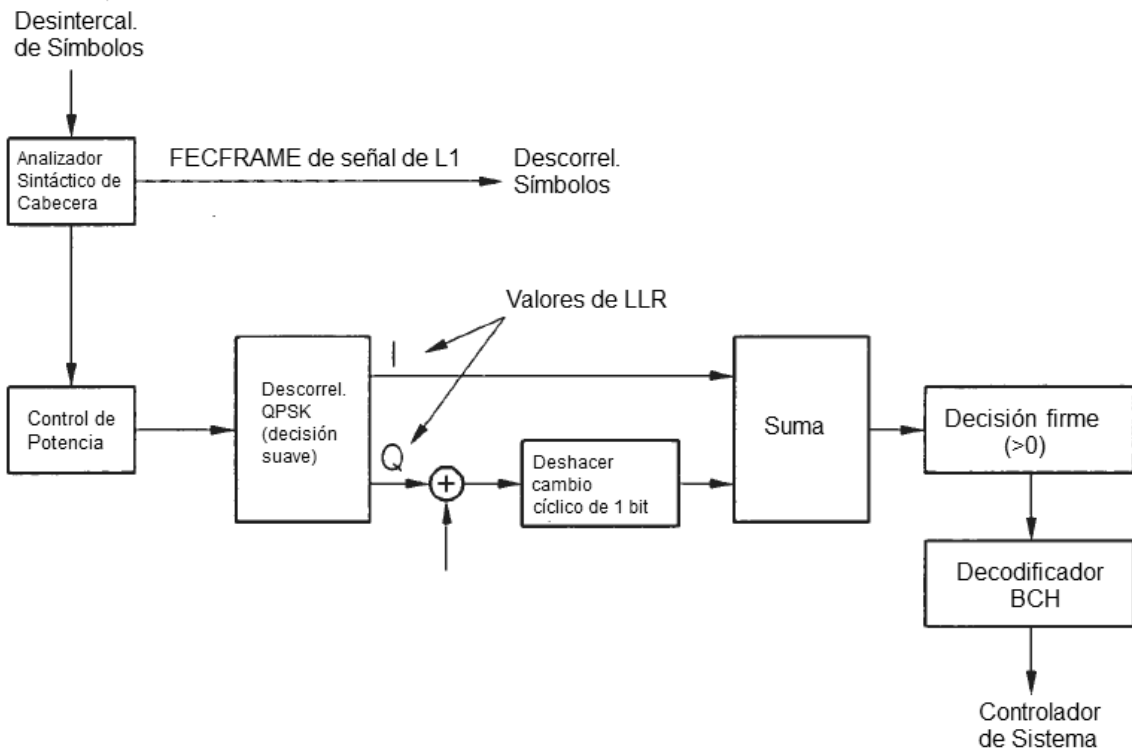 Desintercal.
de Símbolos
Analizador
Sintáctico de
Cabecera
FECFRAME de señal de L1
Descorrel.
Símbolos
Valores de LLR
I
Control de
Potencia
Descorrel.
QPSK
(decisión
suave)
Q
+
Deshacer
cambio
cíclico de 1 bit
Suma
Decisión firme
(>0)
Decodificador
BCH
Controlador
de Sistema